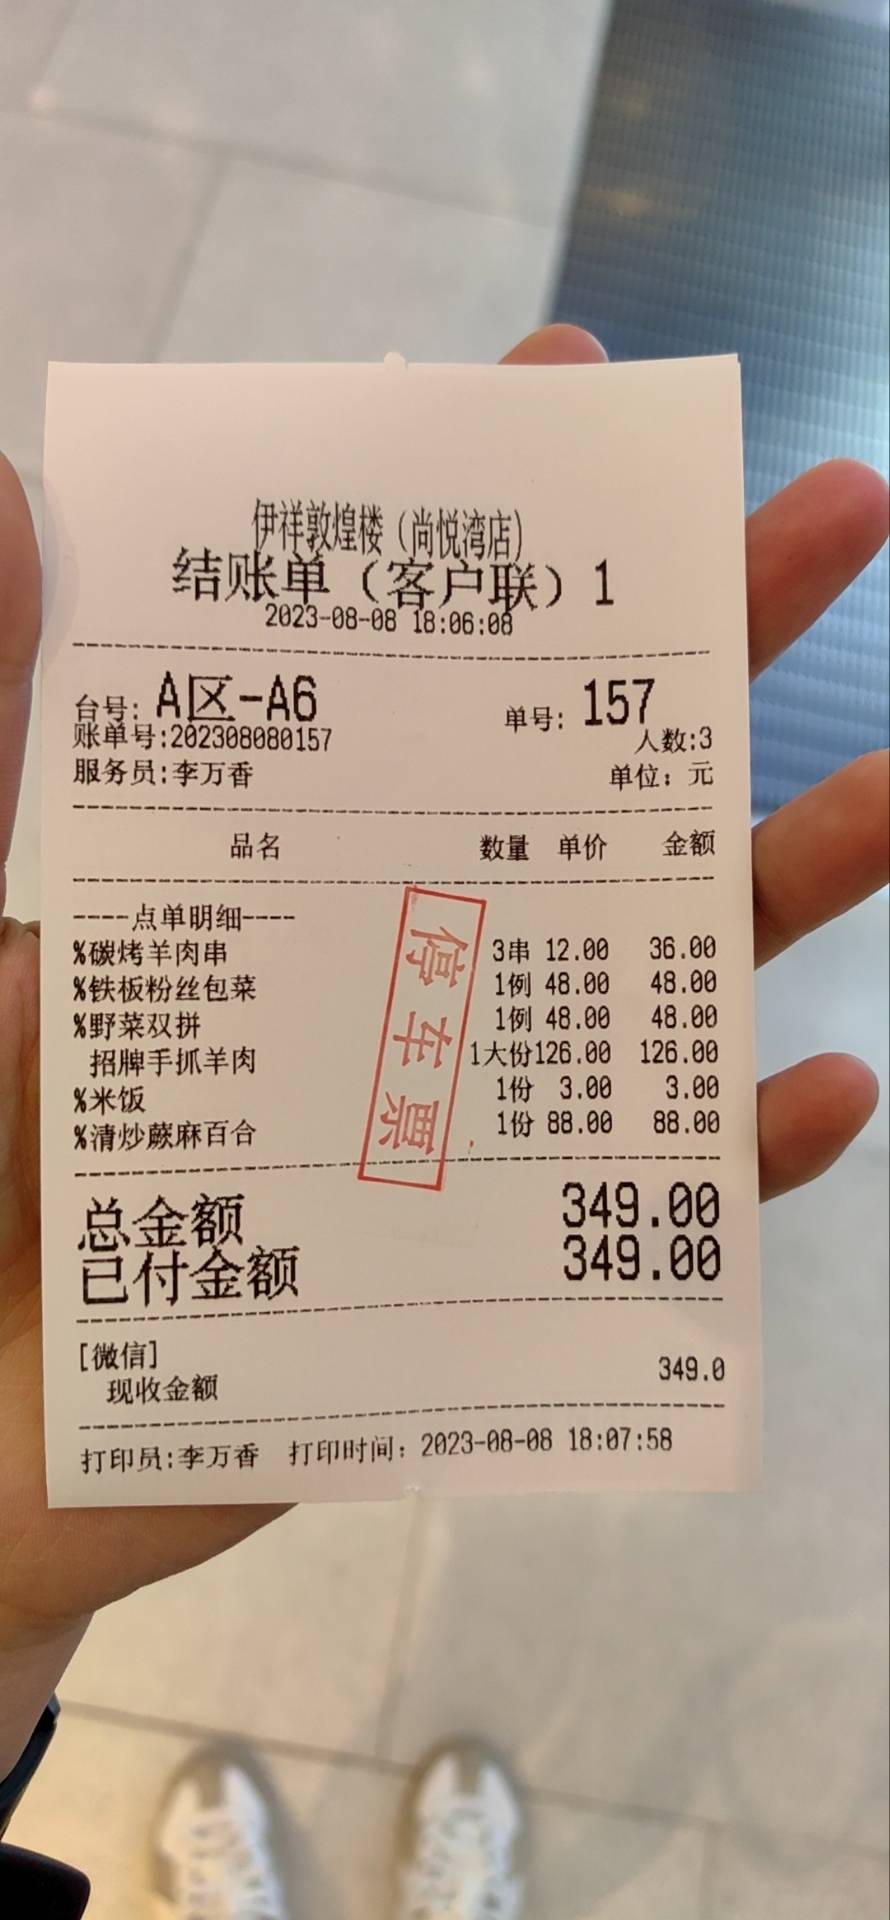 伊祥敦煌楼（尚悦湾店）
结账单（客户联）1
2023-08-08 18:06:08
台号: A区-A6 单号: 157
账单号:202308080157 人数:3
服务员:李万香 单位：元
品名 数量 单价 金额
----点单明细----
%碳烤羊肉串 3串 12.00 36.00
%铁板粉丝包菜 1例 48.00 48.00
%野菜双拼 1例 48.00 48.00
招牌手抓羊肉 1大份126.00 126.00
%米饭 1份 3.00 3.00
%清炒蕨麻百合 1份 88.00 88.00
停车票
总金额 349.00
已付金额 349.00
[微信]
现收金额 349.0
打印员:李万香 打印时间：2023-08-08 18:07:58